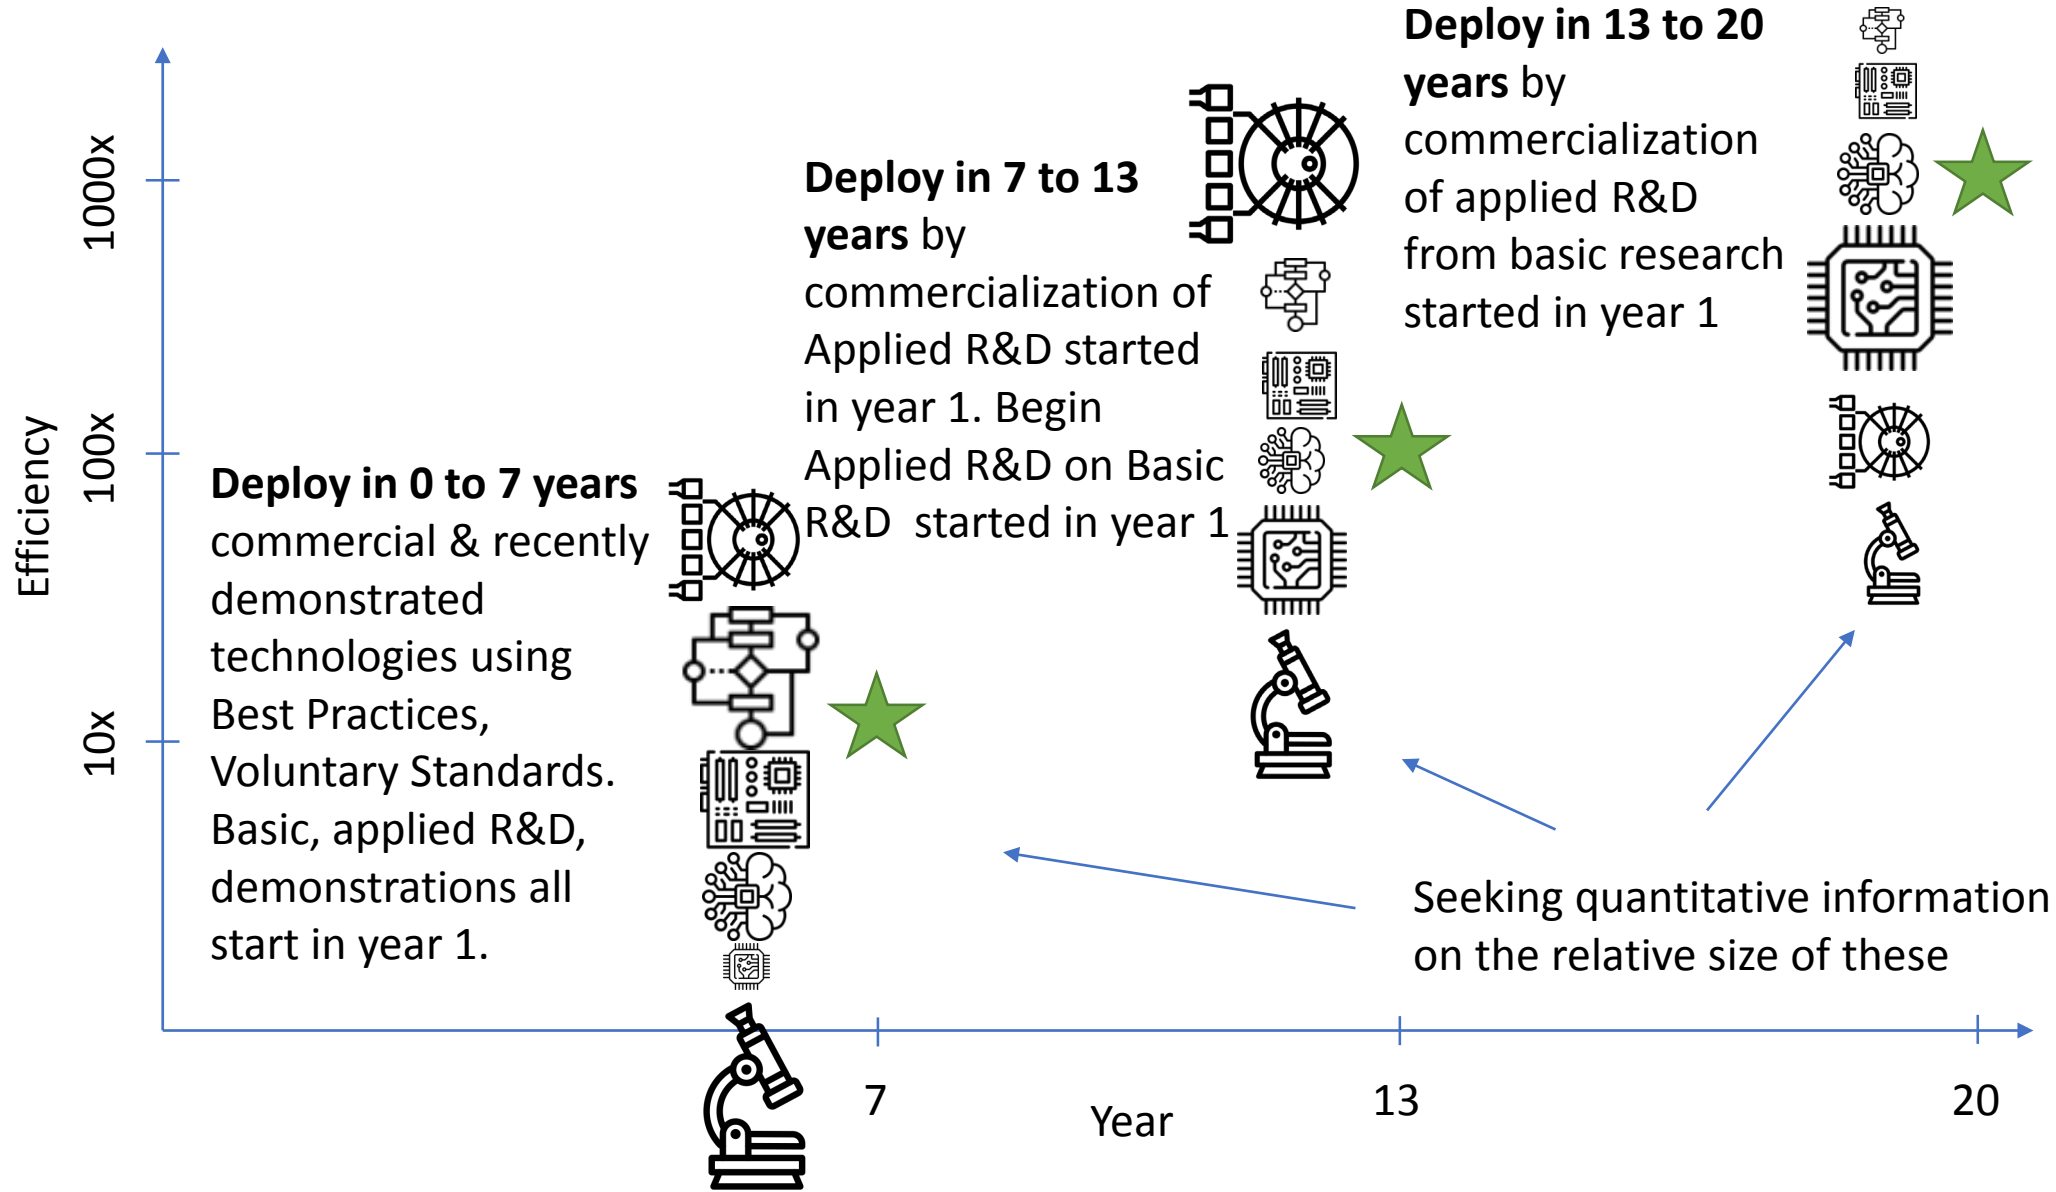 Deploy in 13 to 20
years by
commercialization
of applied R&D
from basic research
started in year 1
Deploy in 7 to 13
years by
commercialization of
Applied R&D started
in year 1. Begin
Applied R&D on Basic
R&D  started in year 1
Deploy in 0 to 7 years
commercial & recently
demonstrated
technologies using
Best Practices,
Voluntary Standards.
Basic, applied R&D,
demonstrations all
start in year 1.
Efficiency
1000x
100x
10x
Seeking quantitative information
on the relative size of these
7
13
20
Year